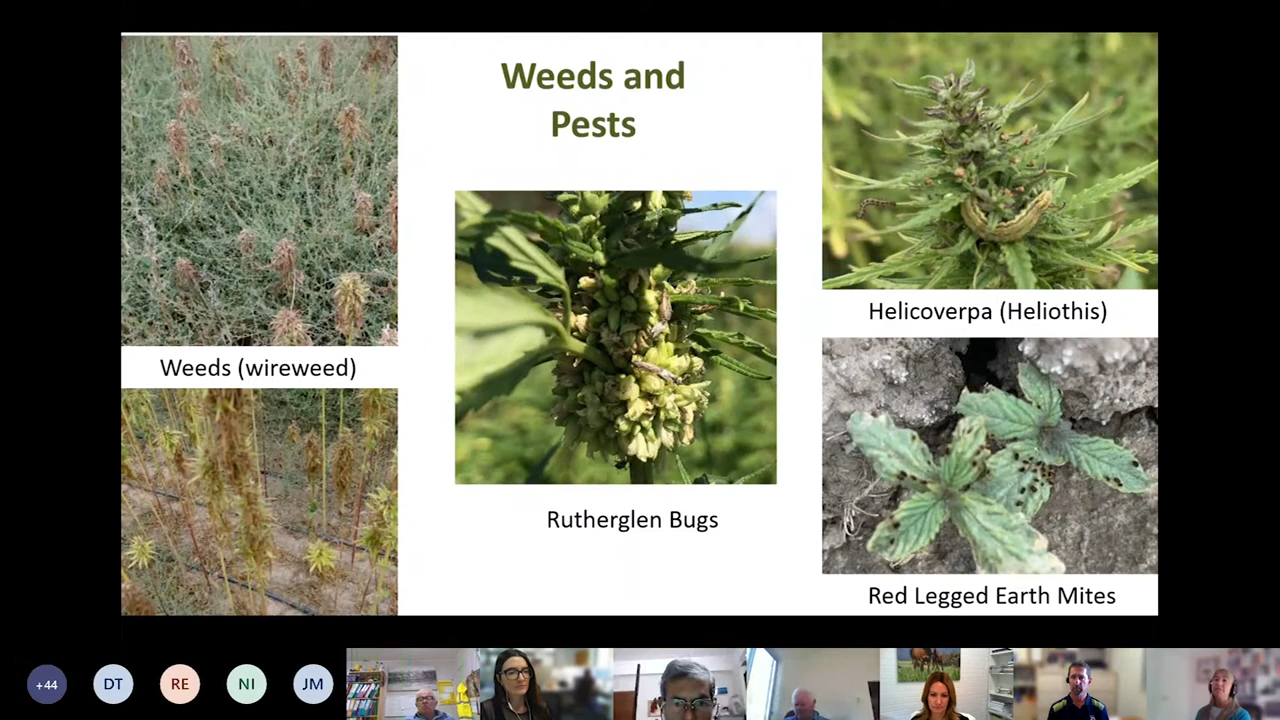 Weeds and
Pests
Weeds (wireweed)
Rutherglen Bugs
Helicoverpa (Heliothis)
Red Legged Earth Mites
+44
DT
RE
NI
JM